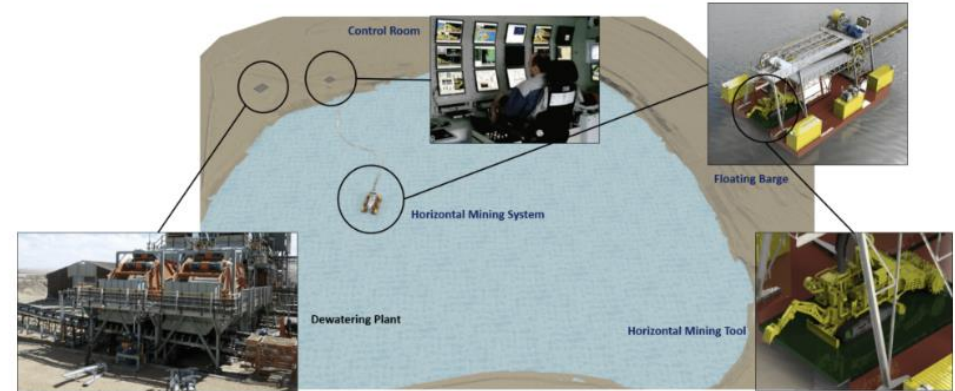 Control Room
Floating Barge
Horizontal Mining System
Dewatering Plant
Horizontal Mining Tool